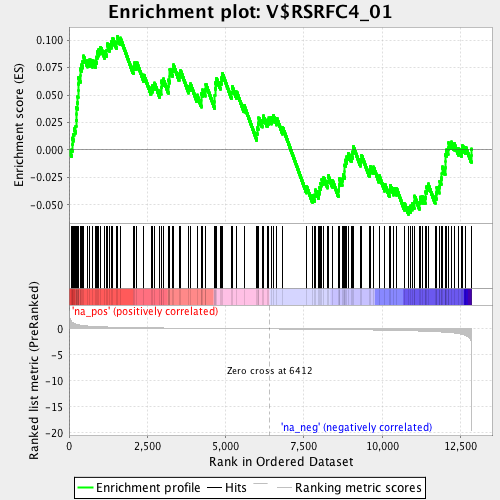 Enrichment plot: V$RSRFC4_01
Enrichment score (ES)
0.100
0.075
0.050
0.025
0.000
-0.025
-0.050
'na_pos' (positively correlated)
Ranked list metric (PreRanked)
0
-5
-10
-15
-20
Zero cross at 6412
'na_neg' (negatively correlated)
0
2,500
5,000
7,500
10,000
12,500
Rank in Ordered Dataset
Enrichment profile
Hits
Ranking metric scores